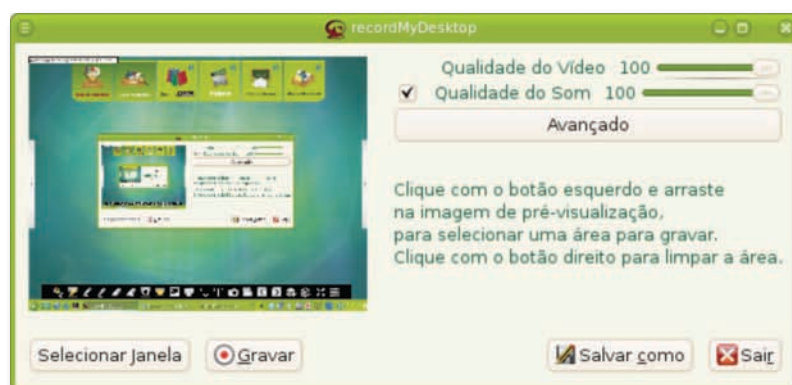 recordMyDesktop
Qualidade do Vídeo 100
Qualidade do Som 100
Avançado
Clique com o botão esquerdo e arraste
na imagem de pré-visualização,
para selecionar uma área para gravar.
Clique com o botão direito para limpar a área.
Selecionar Janela
Gravar
Salvar como
Sair